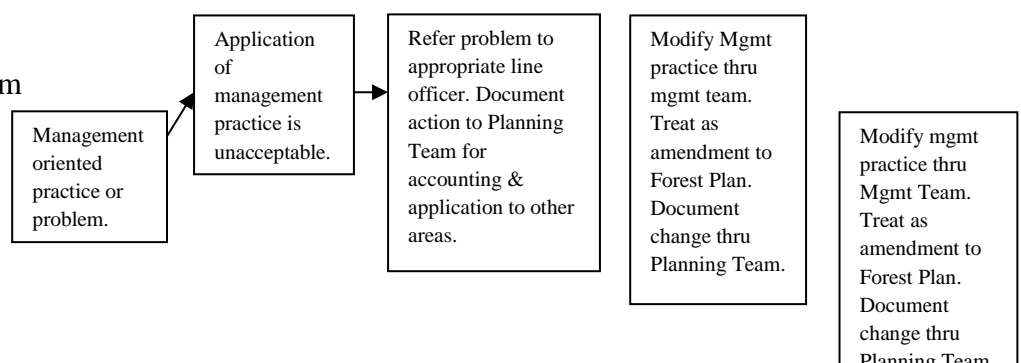 m
Management
oriented
practice or
problem.
Application
of
management
practice is
unacceptable.
Refer problem to
appropriate line
officer. Document
action to Planning
Team for
accounting &
application to other
areas.
Modify Mgmt
practice thru
mgmt team.
Treat as
amendment to
Forest Plan.
Document
change thru
Planning Team.
Modify mgmt
practice thru
Mgmt Team.
Treat as
amendment to
Forest Plan.
Document
change thru
Planning Team